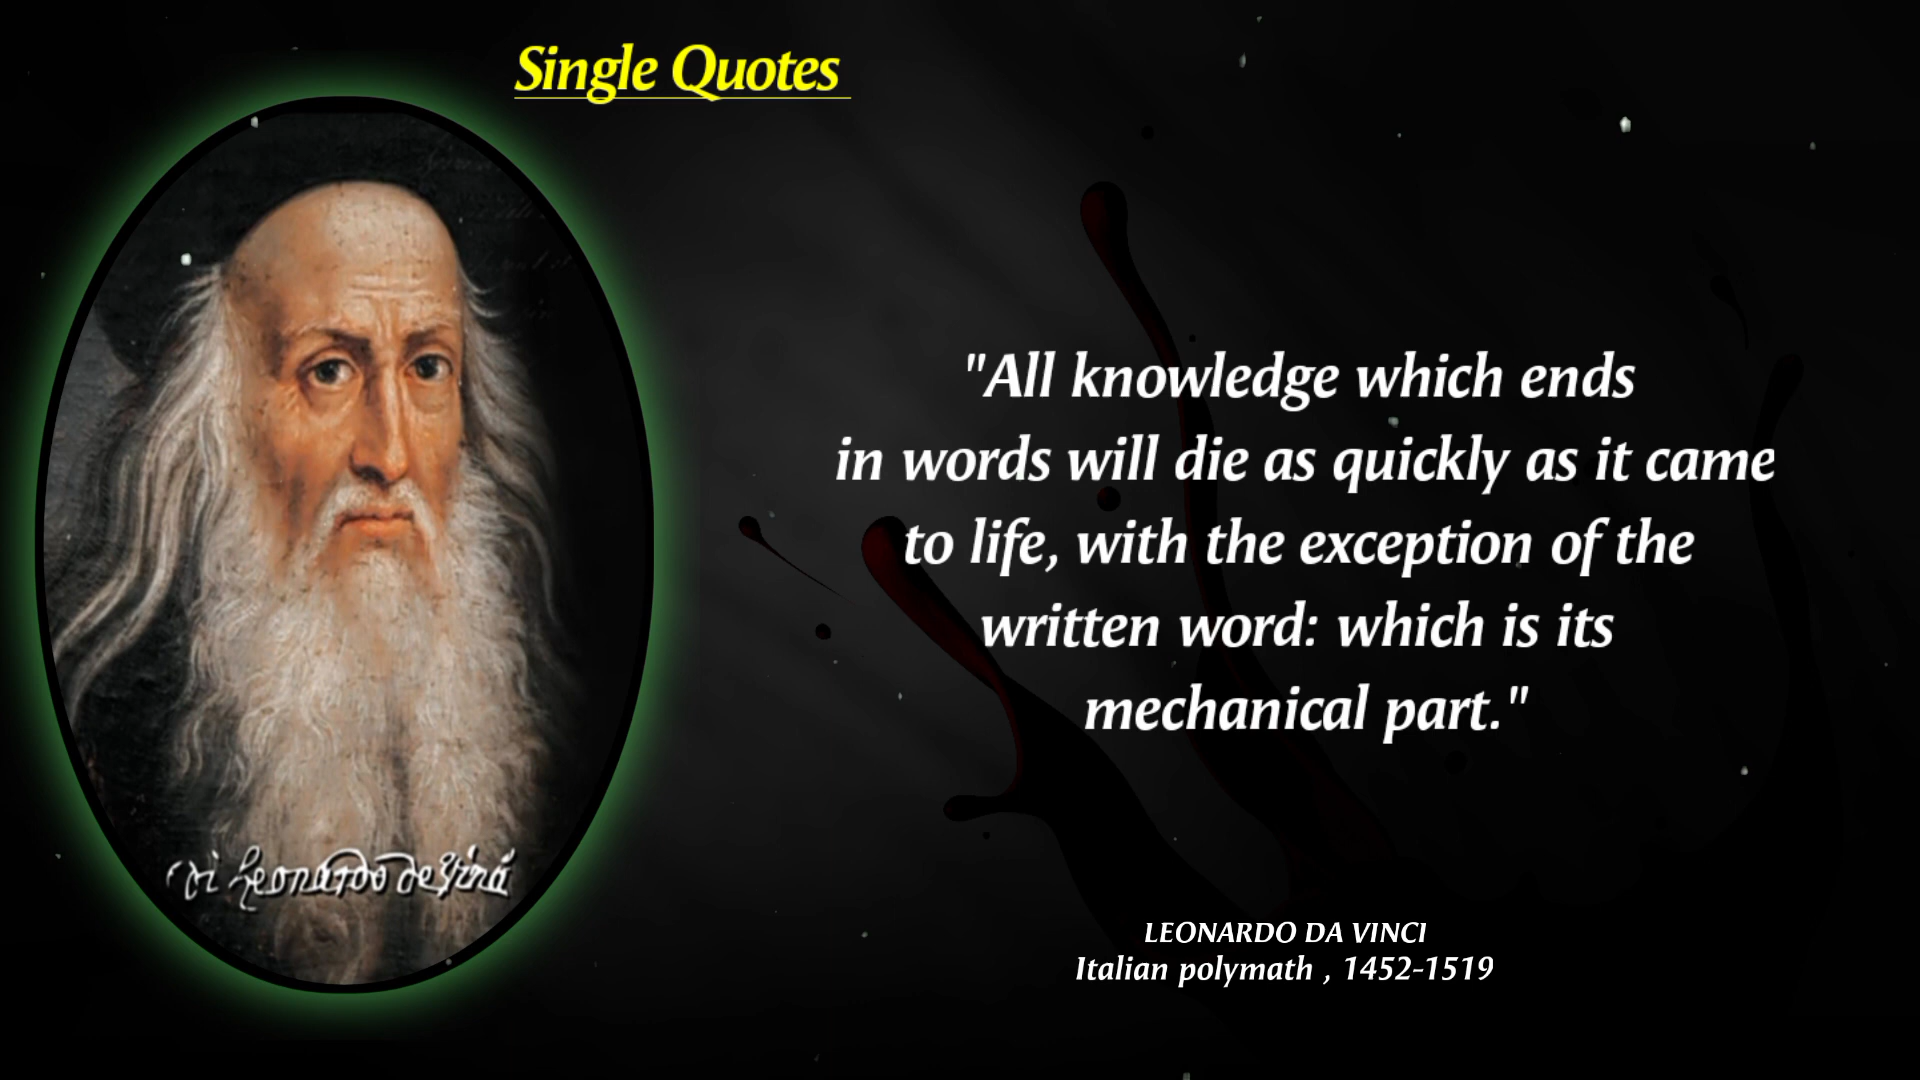 Single Quotes
"All knowledge which ends
in words will die as quickly as it came
to life, with the exception of the
written word: which is its
mechanical part."
Leonardo
LEONARDO DA VINCI
Italian polymath , 1452-1519